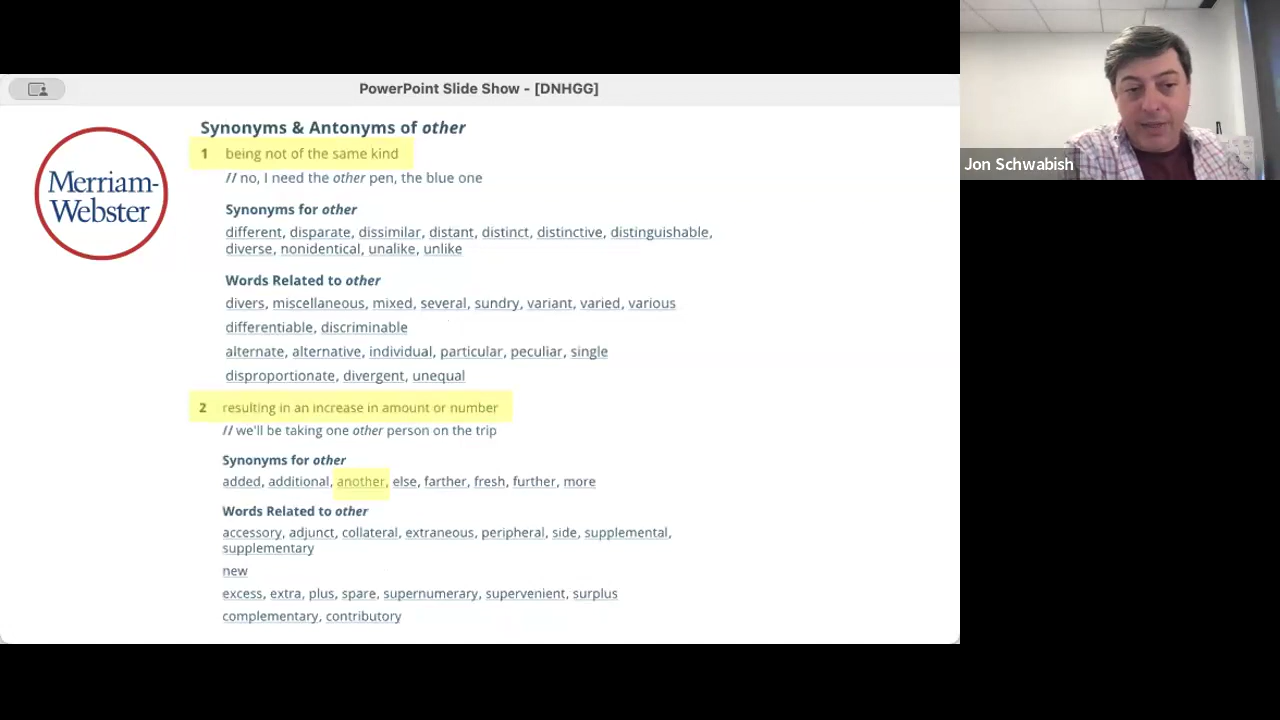 PowerPoint Slide Show - [DNHGG]
Merriam-
Webster
Synonyms & Antonyms of other
1 being not of the same kind
// no, I need the other pen, the blue one
Synonyms for other
different, disparate, dissimilar, distant, distinct, distinctive, distinguishable,
diverse, nonidentical, unalike, unlike
Words Related to other
divers, miscellaneous, mixed, several, sundry, variant, varied, various
differentiable, discriminable
alternate, alternative, individual, particular, peculiar, single
disproportionate, divergent, unequal
2 resulting in an increase in amount or number
// we'll be taking one other person on the trip
Synonyms for other
added, additional, another, else, farther, fresh, further, more
Words Related to other
accessory, adjunct, collateral, extraneous, peripheral, side, supplemental,
supplementary
new
excess, extra, plus, spare, supernumerary, supervenient, surplus
complementary, contributory
Jon Schwabish